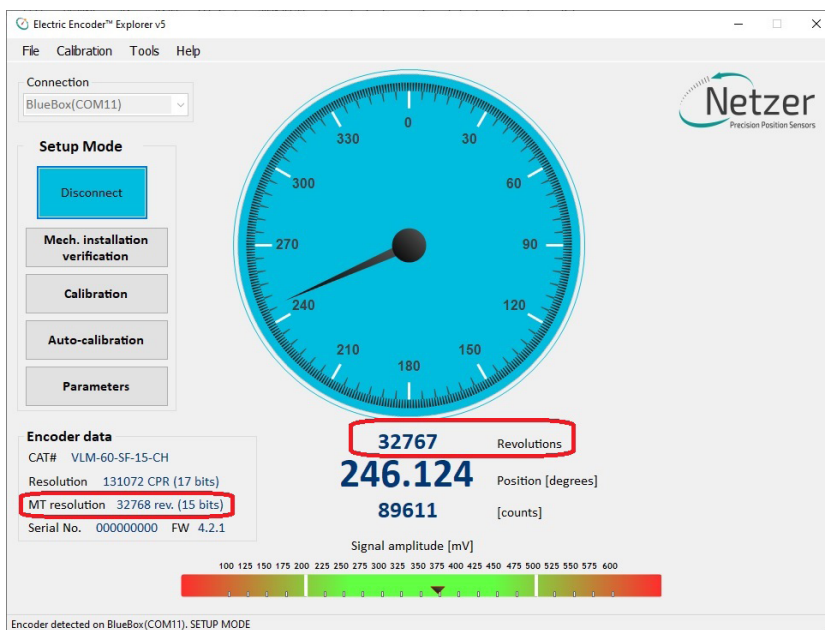 Electric Encoder™ Explorer v5
File Calibration Tools Help
Connection
BlueBox(COM11)
Netzer
Precision Position Sensors
Setup Mode
Disconnect
Mech. installation
verification
Calibration
Auto-calibration
Parameters
0
30
60
90
120
150
180
210
240
270
300
330
Encoder data
CAT# VLM-60-SF-15-CH
Resolution 131072 CPR (17 bits)
MT resolution 32768 rev. (15 bits)
Serial No. 000000000 FW 4.2.1
32767 Revolutions
246.124 Position [degrees]
89611 [counts]
Signal amplitude [mV]
100 125 150 175 200 225 250 275 300 325 350 375 400 425 450 475 500 525 550 575 600
Encoder detected on BlueBox(COM11). SETUP MODE